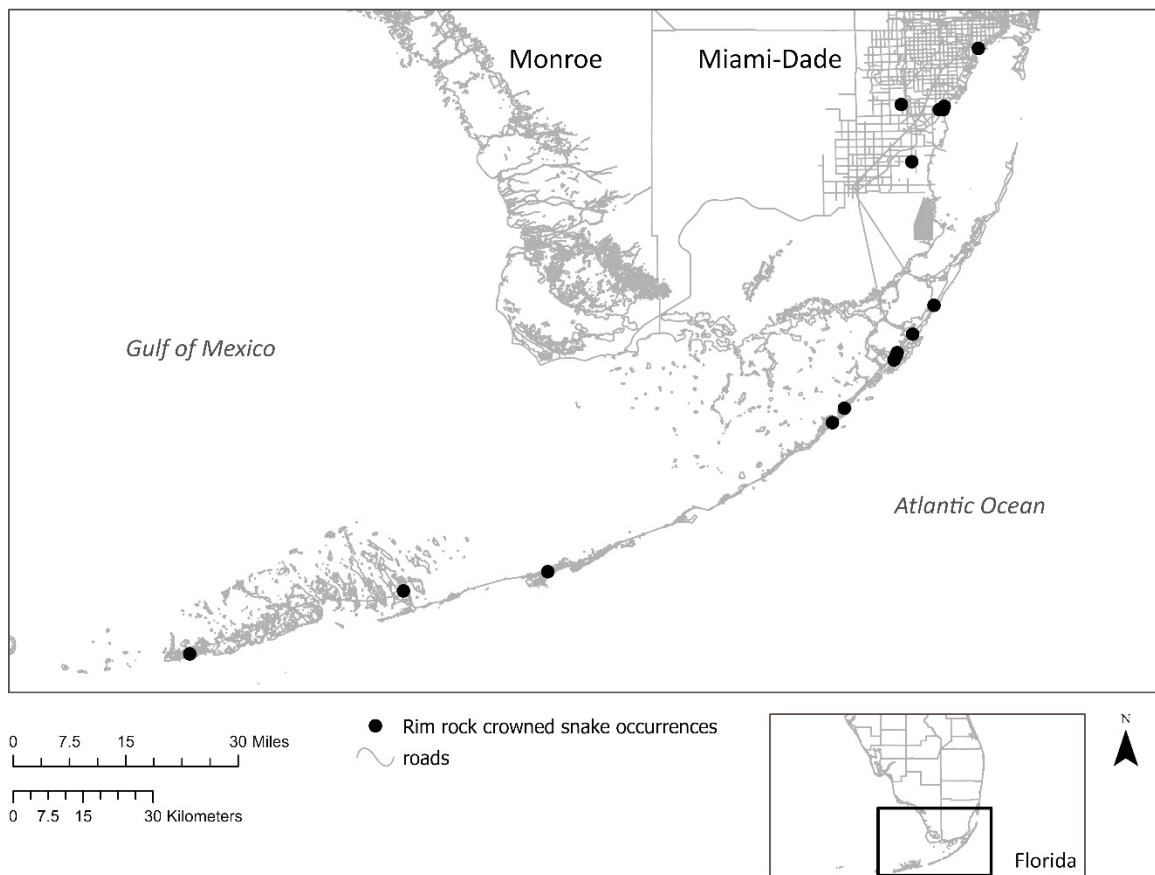 Monroe
Miami-Dade
Gulf of Mexico
Atlantic Ocean
0 7.5 15 30 Miles
0 7.5 15 30 Kilometers
Rim rock crowned snake occurrences
roads
N
Florida